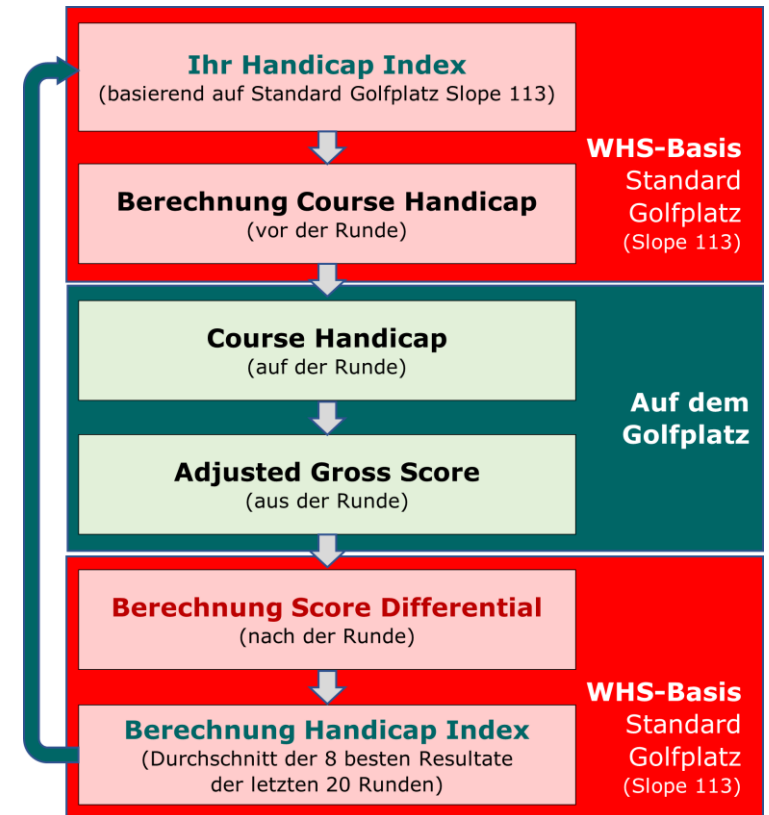 Ihr Handicap Index
(basierend auf Standard Golfplatz Slope 113)
Berechnung Course Handicap
(vor der Runde)
WHS-Basis
Standard
Golfplatz
(Slope 113)
Course Handicap
(auf der Runde)
Adjusted Gross Score
(aus der Runde)
Auf dem
Golfplatz
Berechnung Score Differential
(nach der Runde)
Berechnung Handicap Index
(Durchschnitt der 8 besten Resultate
der letzten 20 Runden)
WHS-Basis
Standard
Golfplatz
(Slope 113)